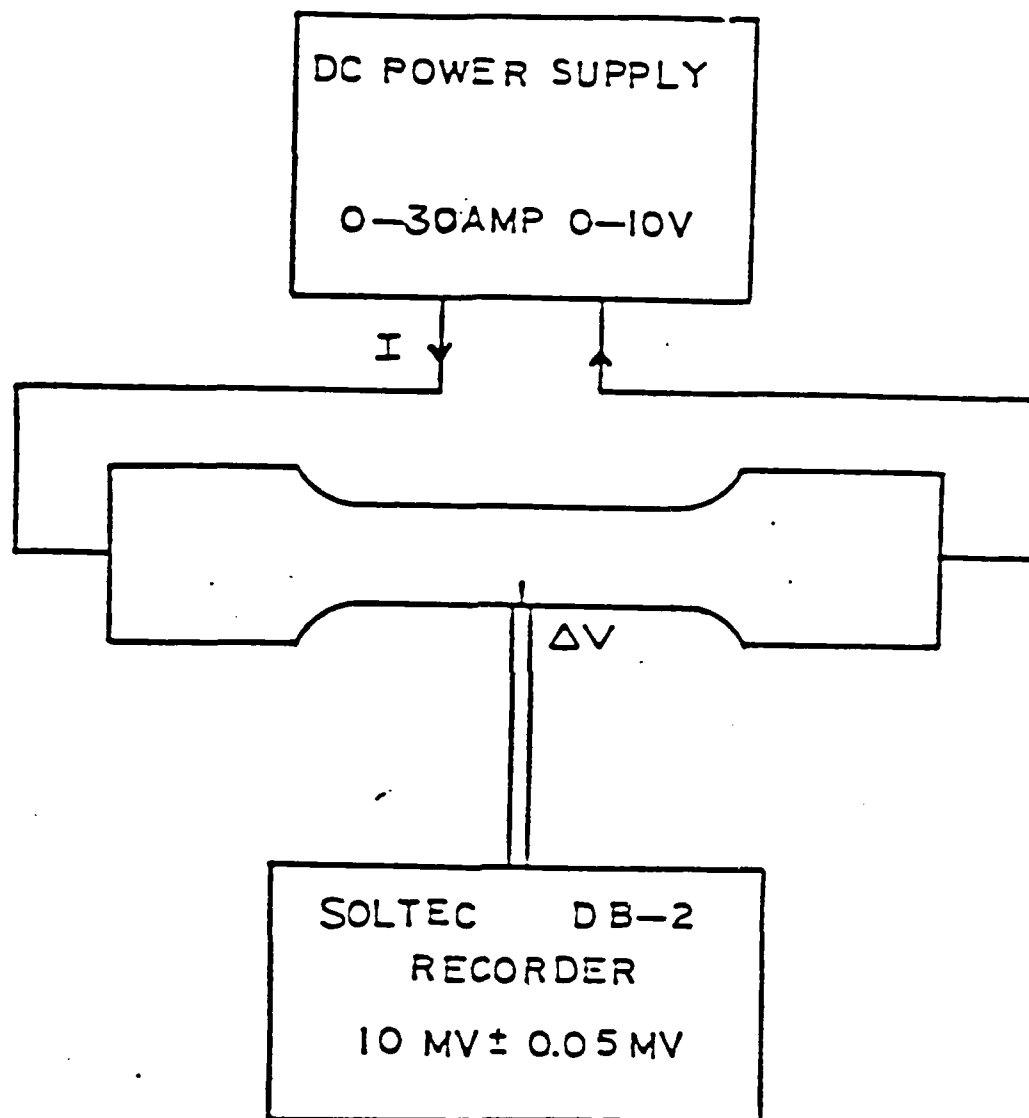 DC POWER SUPPLY
0-30AMP 0-10V
I
ΔV
SOLTEC DB-2
RECORDER
10 MV ± 0.05 MV